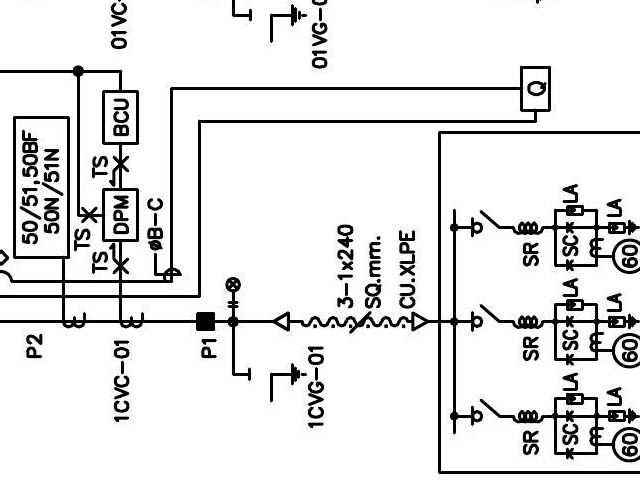 01VG-0
Q
BCU
50/51,50BF
50N/51N
TS
DPM
TS
TS
ØB-C
P2
1CVC-01
P1
1CVG-01
3-1x240
SQ.mm.
CU.XLPE
SR
SC
LA
LA
60
SR
SC
LA
LA
60
SR
SC
LA
LA
60